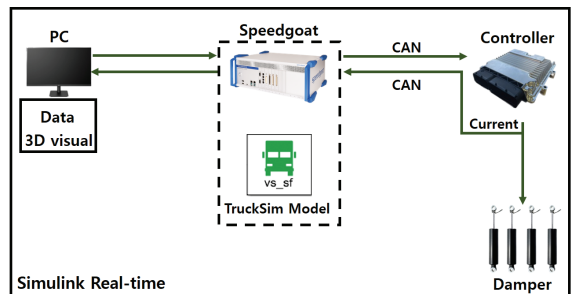 PC
Speedgoat
CAN
Controller
CAN
Data
3D visual
Current
vs_sf
TruckSim Model
Simulink Real-time
Damper